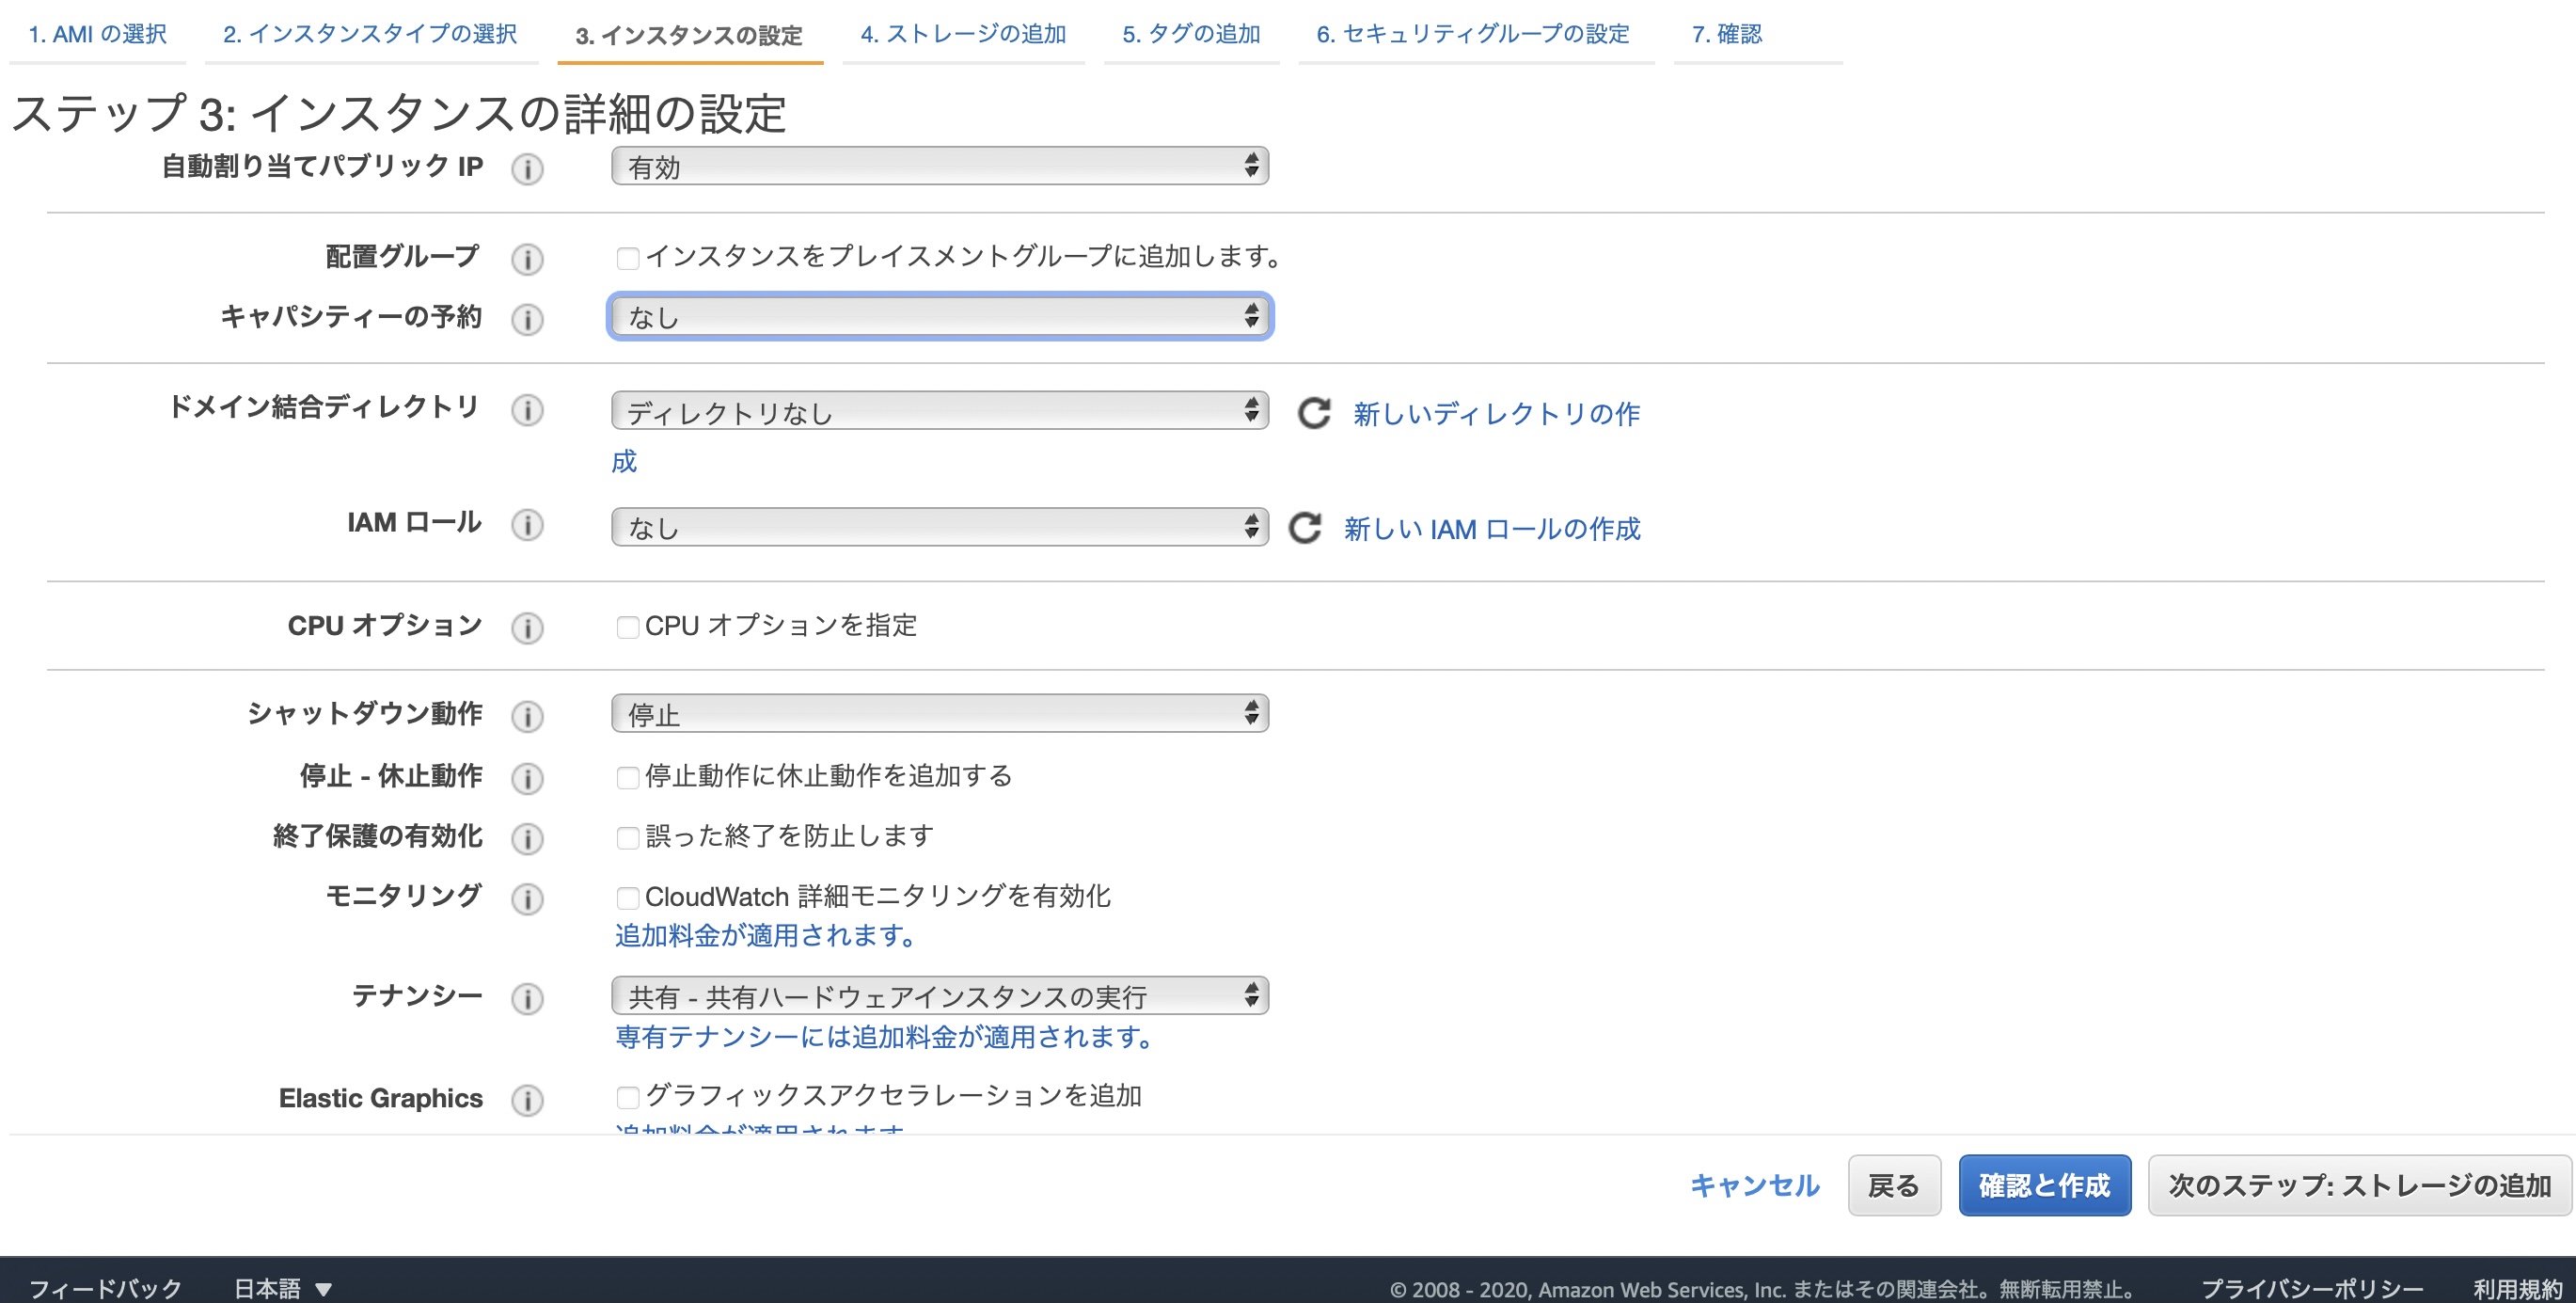 1. AMI の選択 2. インスタンスタイプの選択 3. インスタンスの設定 4. ストレージの追加 5. タグの追加 6. セキュリティグループの設定 7. 確認
ステップ 3: インスタンスの詳細の設定
自動割り当てパブリック IP 有効
配置グループ インスタンスをプレイスメントグループに追加します。
キャパシティーの予約 なし
ドメイン結合ディレクトリ ディレクトリなし 新しいディレクトリの作
成
IAM ロール なし 新しい IAM ロールの作成
CPU オプション CPU オプションを指定
シャットダウン動作 停止
停止 - 休止動作 停止動作に休止動作を追加する
終了保護の有効化 誤った終了を防止します
モニタリング CloudWatch 詳細モニタリングを有効化
追加料金が適用されます。
テナンシー 共有 - 共有ハードウェアインスタンスの実行
専有テナンシーには追加料金が適用されます。
Elastic Graphics グラフィックスアクセラレーションを追加
追加料金が適用されます。
キャンセル 戻る 確認と作成 次のステップ: ストレージの追加
フィードバック 日本語 © 2008 - 2020, Amazon Web Services, Inc. またはその関連会社。無断転用禁止。 プライバシーポリシー 利用規約